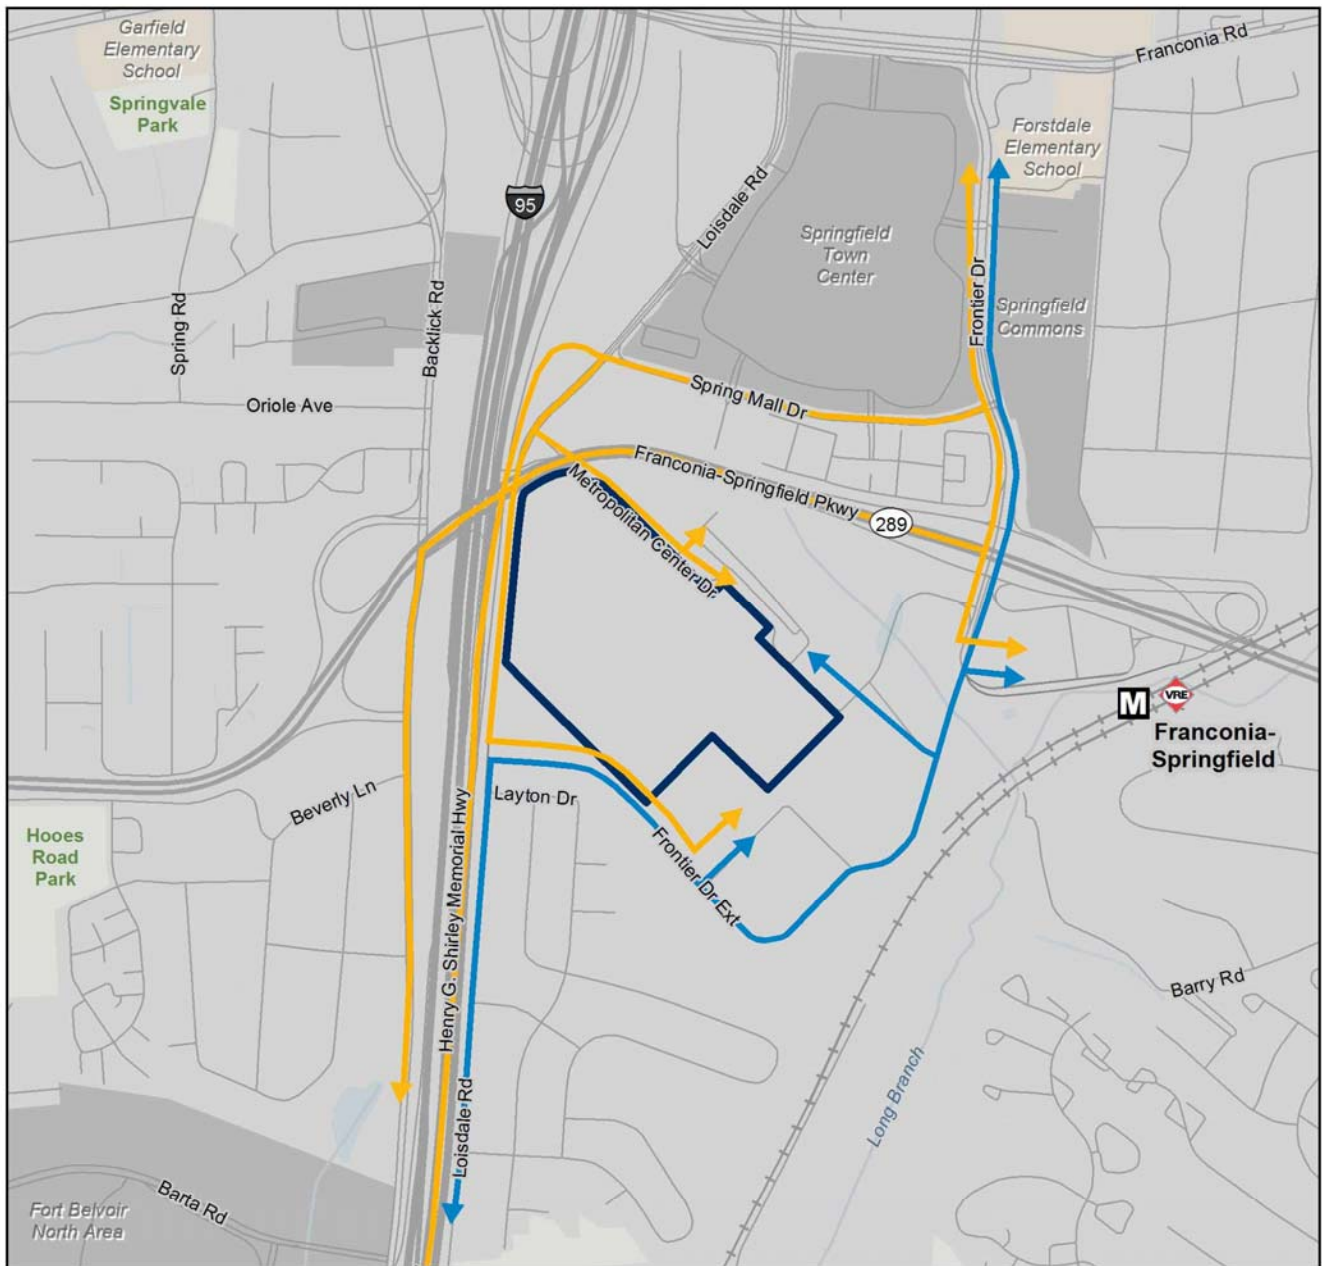 Garfield
Elementary
School
Springvale
Park
Franconia Rd
Forstdale
Elementary
School
95
Loisdale Rd
Springfield
Town
Center
Frontier Dr
Springfield
Commons
Spring Rd
Backlick Rd
Oriole Ave
Spring Mall Dr
Franconia-Springfield Pkwy
289
Metropolitan Center Dr
M
VRE
Franconia-
Springfield
Beverly Ln
Layton Dr
Hooes
Road
Park
Frontier Dr Ext
Henry G. Shirley Memorial Hwy
Barry Rd
Long Branch
Loisdale Rd
Barta Rd
Fort Belvoir
North Area